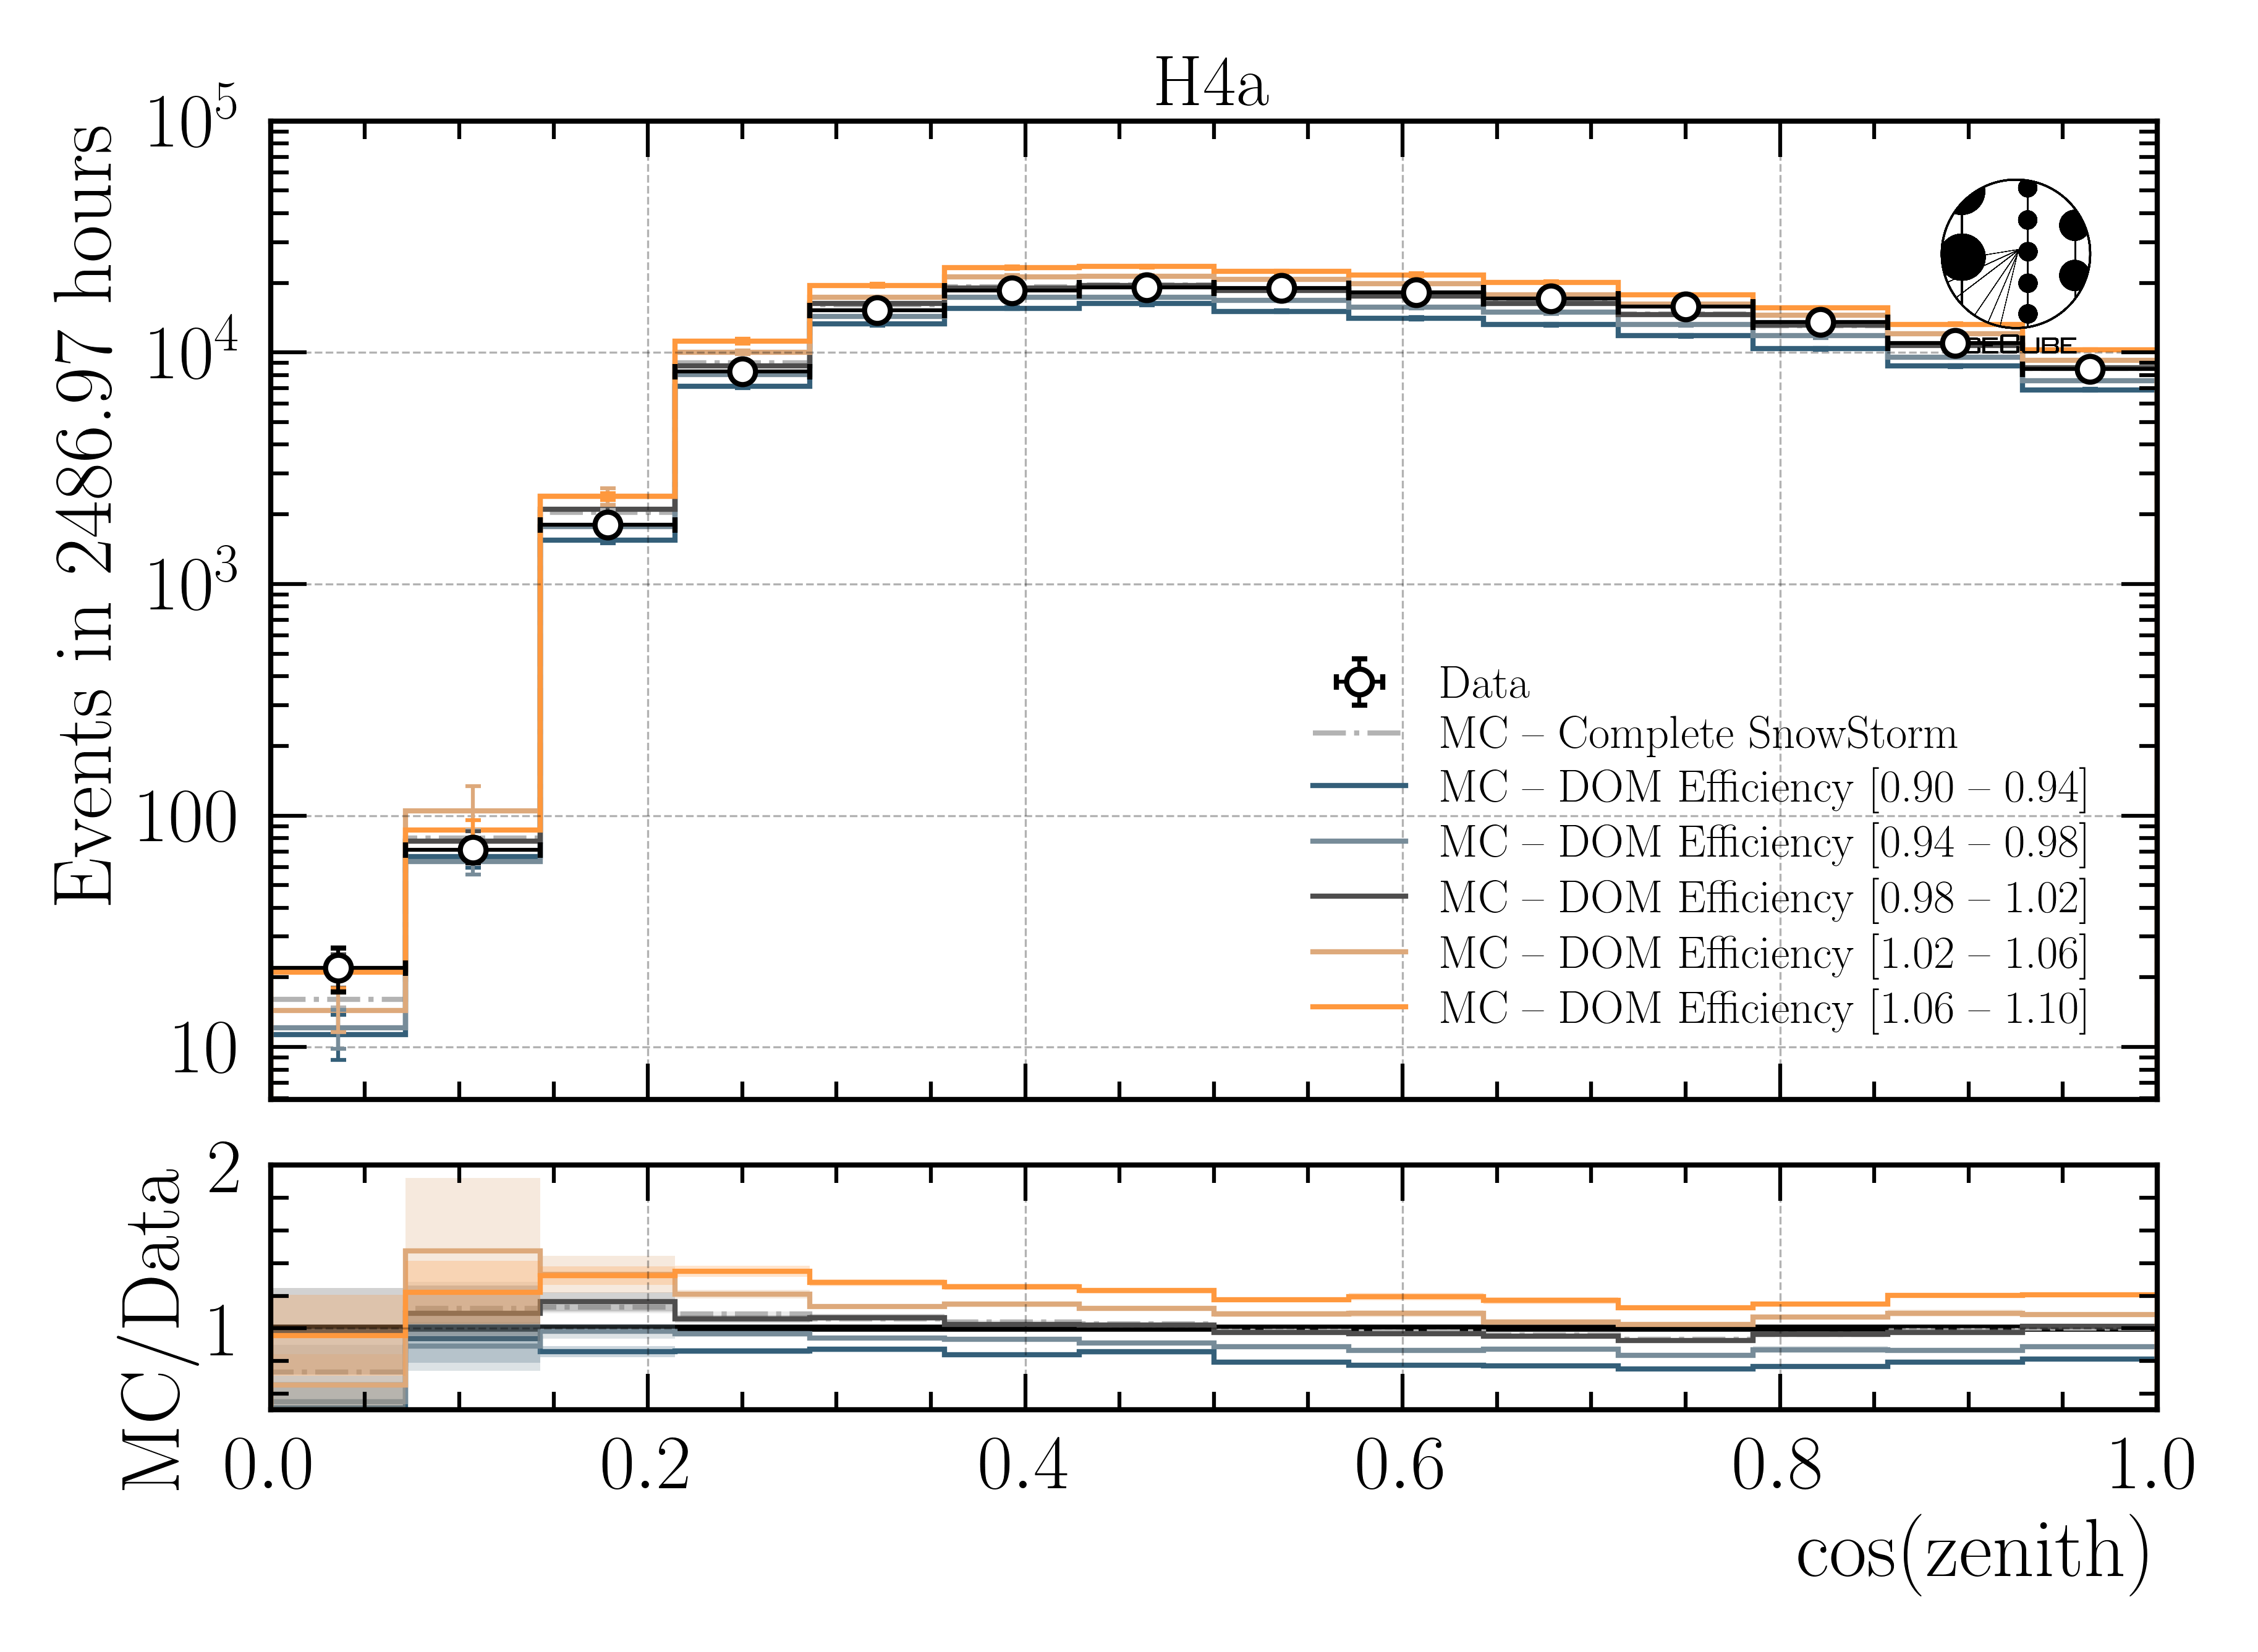 H4a
Events in 2486.97 hours
10^5
10^4
10^3
100
10
Data
MC – Complete SnowStorm
MC – DOM Efficiency [0.90 – 0.94]
MC – DOM Efficiency [0.94 – 0.98]
MC – DOM Efficiency [0.98 – 1.02]
MC – DOM Efficiency [1.02 – 1.06]
MC – DOM Efficiency [1.06 – 1.10]
MC/Data
2
1
0.0 0.2 0.4 0.6 0.8 1.0
cos(zenith)